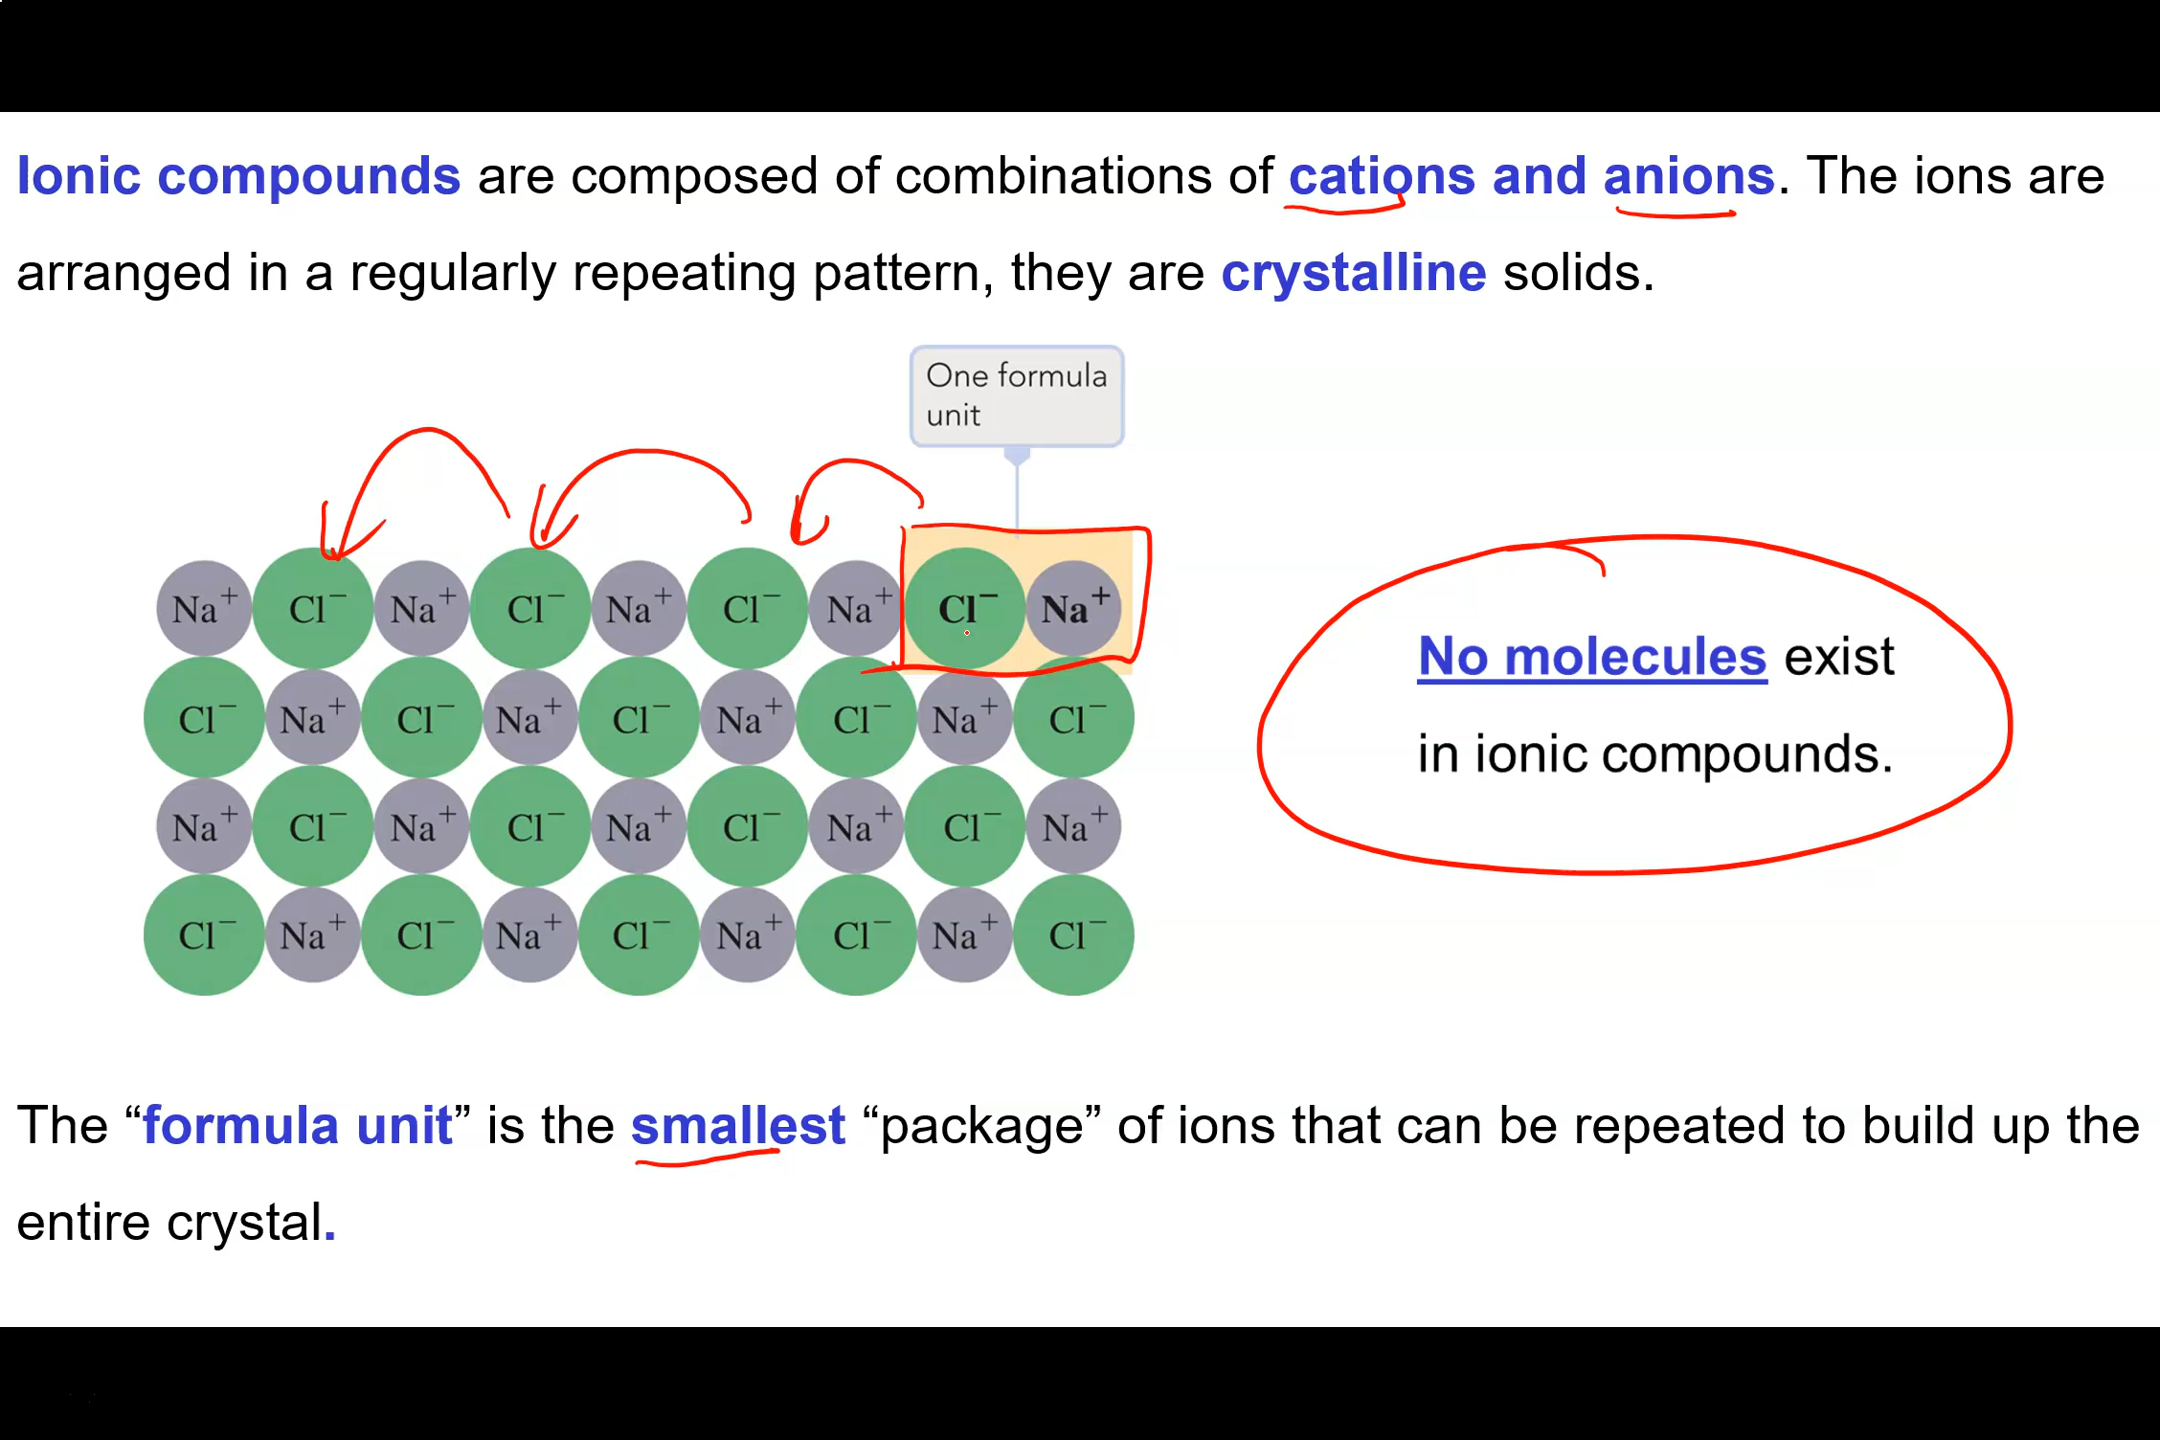 Ionic compounds are composed of combinations of cations and anions. The ions are
arranged in a regularly repeating pattern, they are crystalline solids.
One formula
unit
Na⁺ Cl⁻ Na⁺ Cl⁻ Na⁺ Cl⁻ Na⁺ Cl⁻ Na⁺
Cl⁻ Na⁺ Cl⁻ Na⁺ Cl⁻ Na⁺ Cl⁻ Na⁺ Cl⁻
Na⁺ Cl⁻ Na⁺ Cl⁻ Na⁺ Cl⁻ Na⁺ Cl⁻ Na⁺
Cl⁻ Na⁺ Cl⁻ Na⁺ Cl⁻ Na⁺ Cl⁻ Na⁺ Cl⁻
No molecules exist
in ionic compounds.
The “formula unit” is the smallest “package” of ions that can be repeated to build up the
entire crystal.